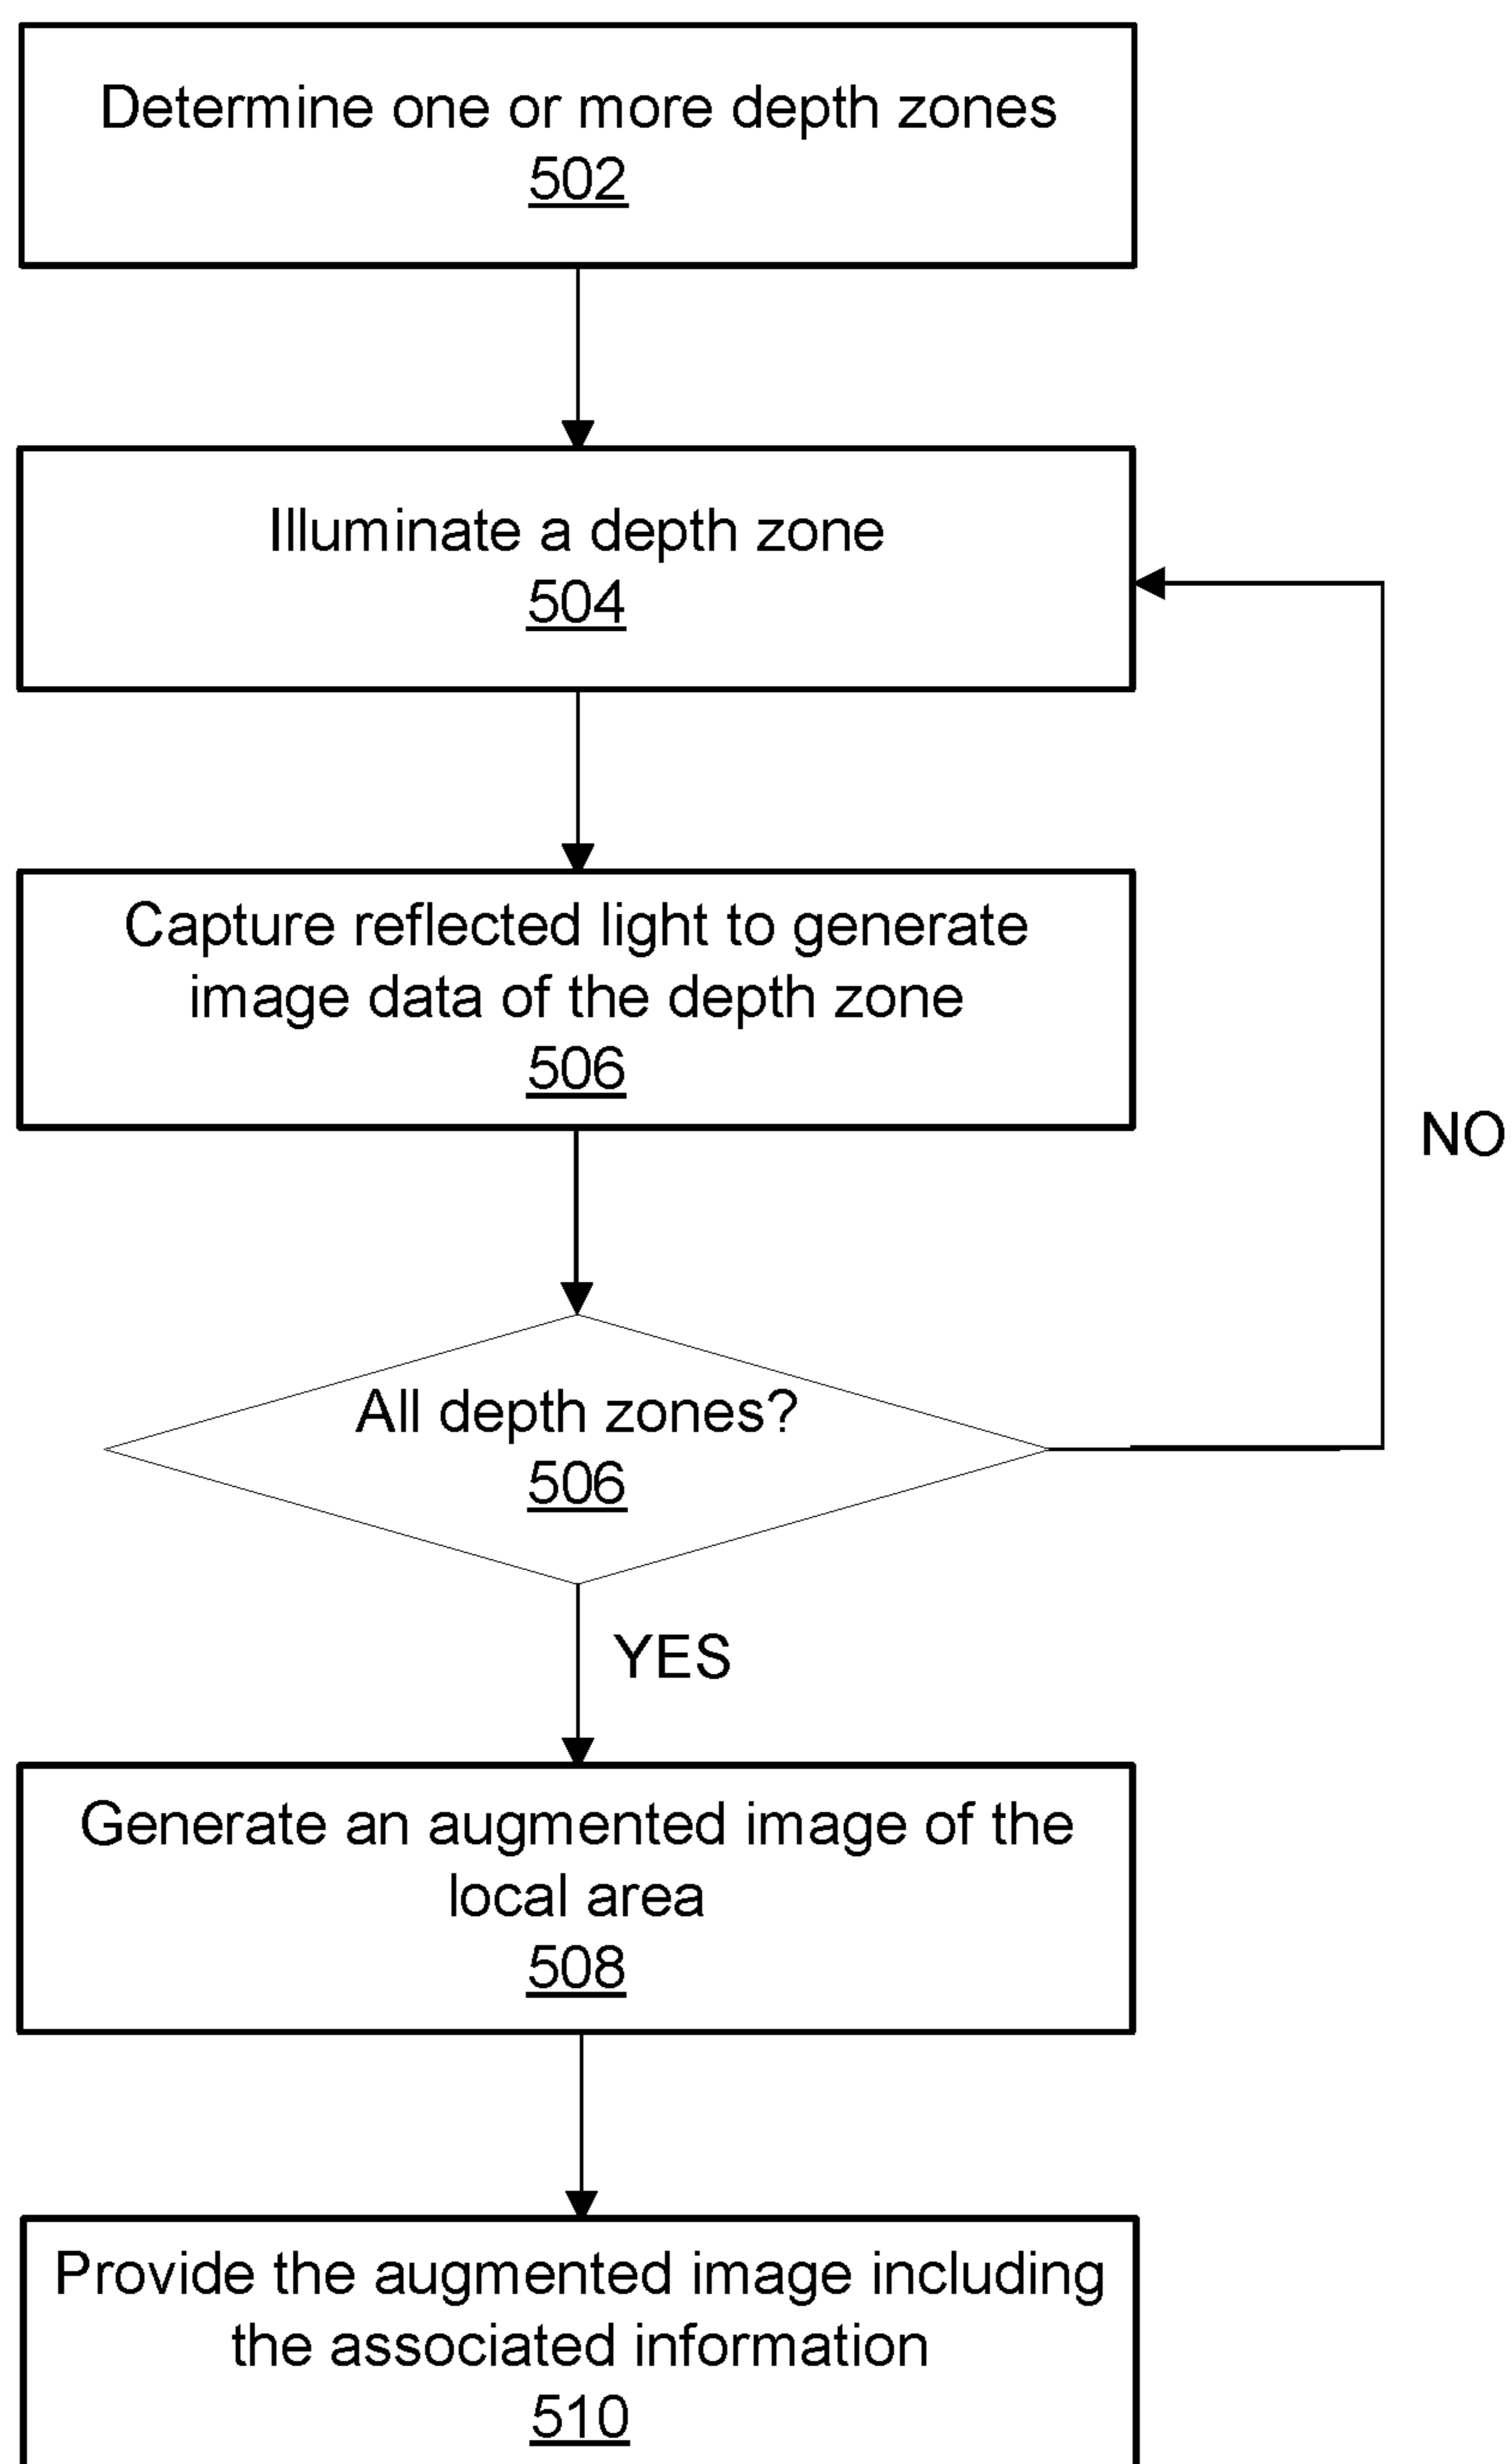 Determine one or more depth zones
502
Illuminate a depth zone
504
Capture reflected light to generate
image data of the depth zone
506
NO
All depth zones?
506
YES
Generate an augmented image of the
local area
508
Provide the augmented image including
the associated information
510